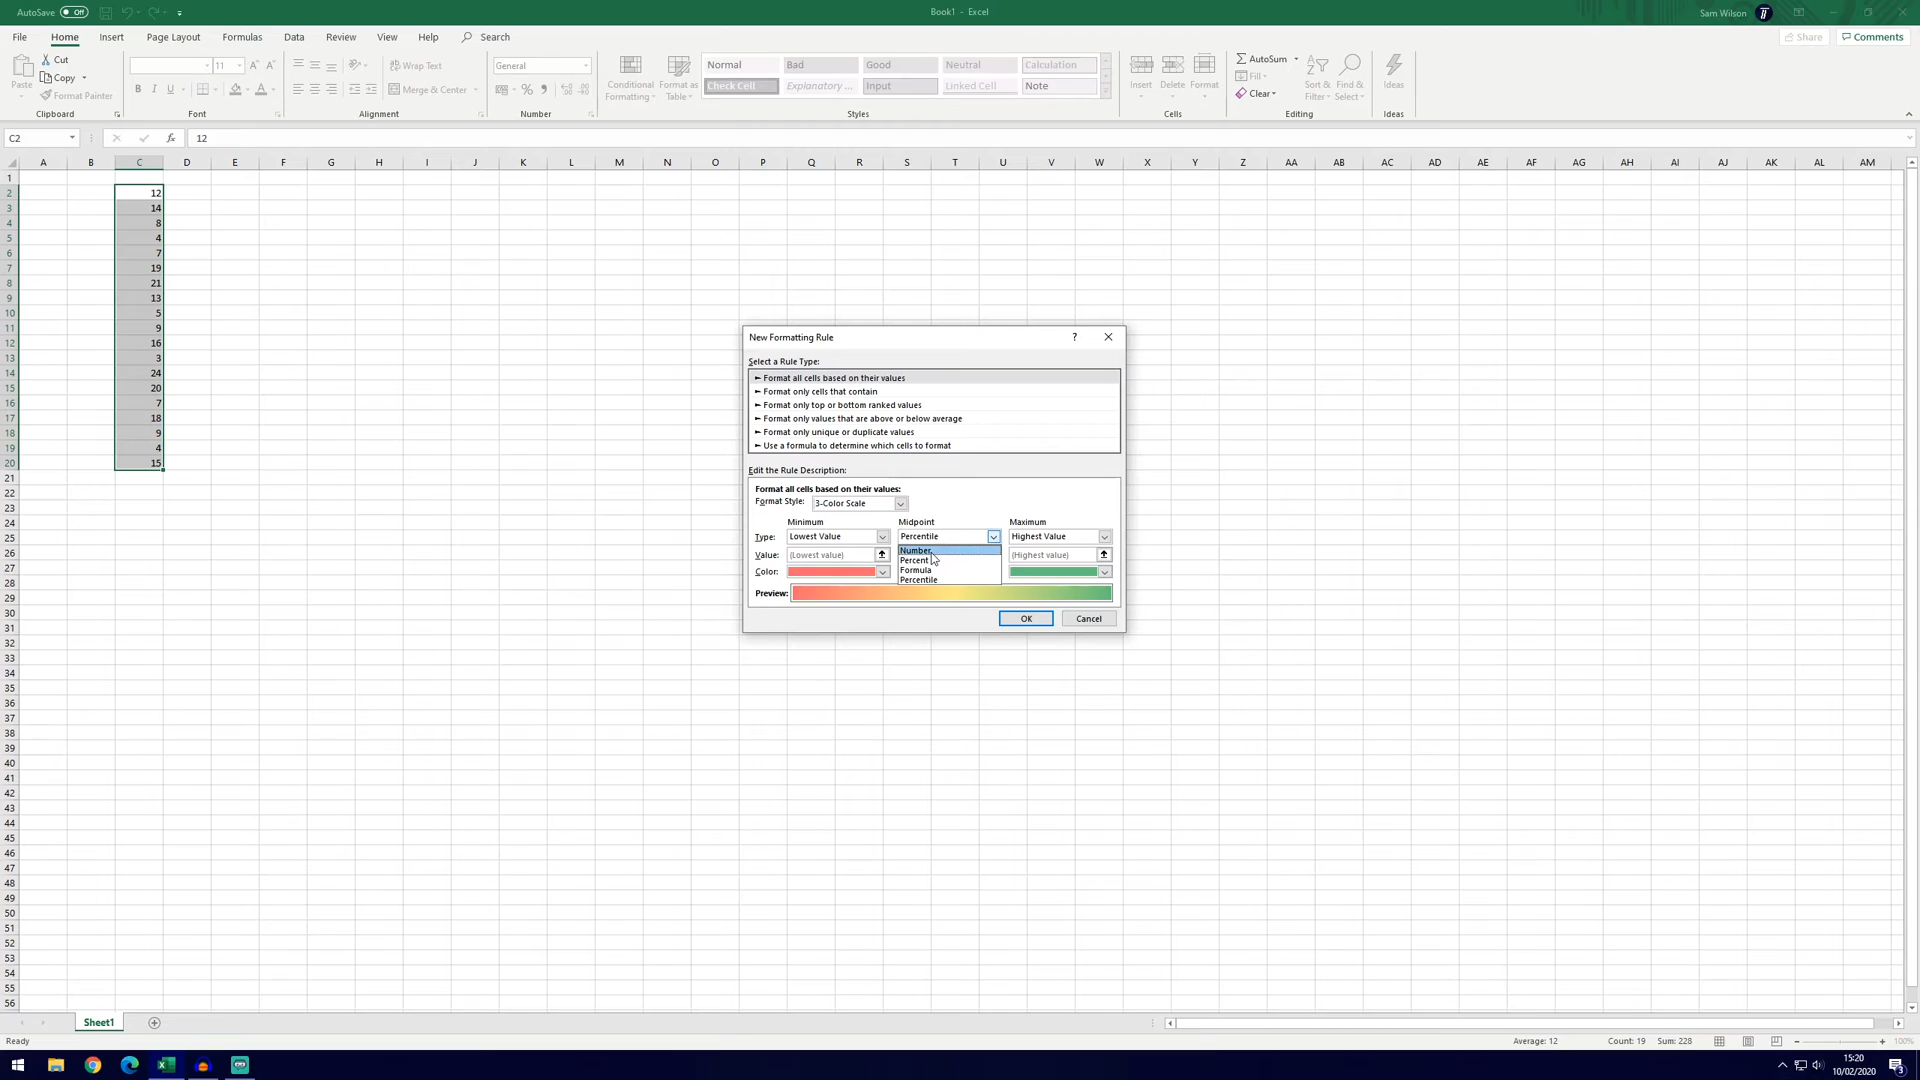 AutoSave Off
Book1 - Excel
Sam Wilson
File Home Insert Page Layout Formulas Data Review View Help Search
Share Comments
Paste
Cut
Copy
Format Painter
Clipboard
11
Font
Wrap Text
Merge & Center
Alignment
General
Number
Conditional Formatting
Format as Table
Normal Bad Good Neutral Calculation
Check Cell Explanatory ... Input Linked Cell Note
Styles
Insert Delete Format
Cells
AutoSum
Fill
Clear
Sort & Filter
Find & Select
Editing
Ideas
Ideas
C2
fx
12
A B C D E F G H I J K L M N O P Q R S T U V W X Y Z AA AB AC AD AE AF AG AH AI AJ AK AL AM
1
2 12
3 14
4 8
5 4
6 7
7 19
8 21
9 13
10 5
11 9
12 16
13 3
14 24
15 20
16 7
17 18
18 9
19 4
20 15
21
22
23
24
25
26
27
28
29
30
31
32
33
34
35
36
37
38
39
40
41
42
43
44
45
46
47
48
49
50
51
52
53
54
55
56
New Formatting Rule
?
Select a Rule Type:
► Format all cells based on their values
► Format only cells that contain
► Format only top or bottom ranked values
► Format only values that are above or below average
► Format only unique or duplicate values
► Use a formula to determine which cells to format
Edit the Rule Description:
Format all cells based on their values:
Format Style: 3-Color Scale
Minimum Midpoint Maximum
Type: Lowest Value Percentile Highest Value
Value: (Lowest value) (Highest value)
Number
Percent
Formula
Percentile
Color:
Preview:
OK Cancel
Sheet1
Ready
Average: 12 Count: 19 Sum: 228
100%
15:20
10/02/2020
3